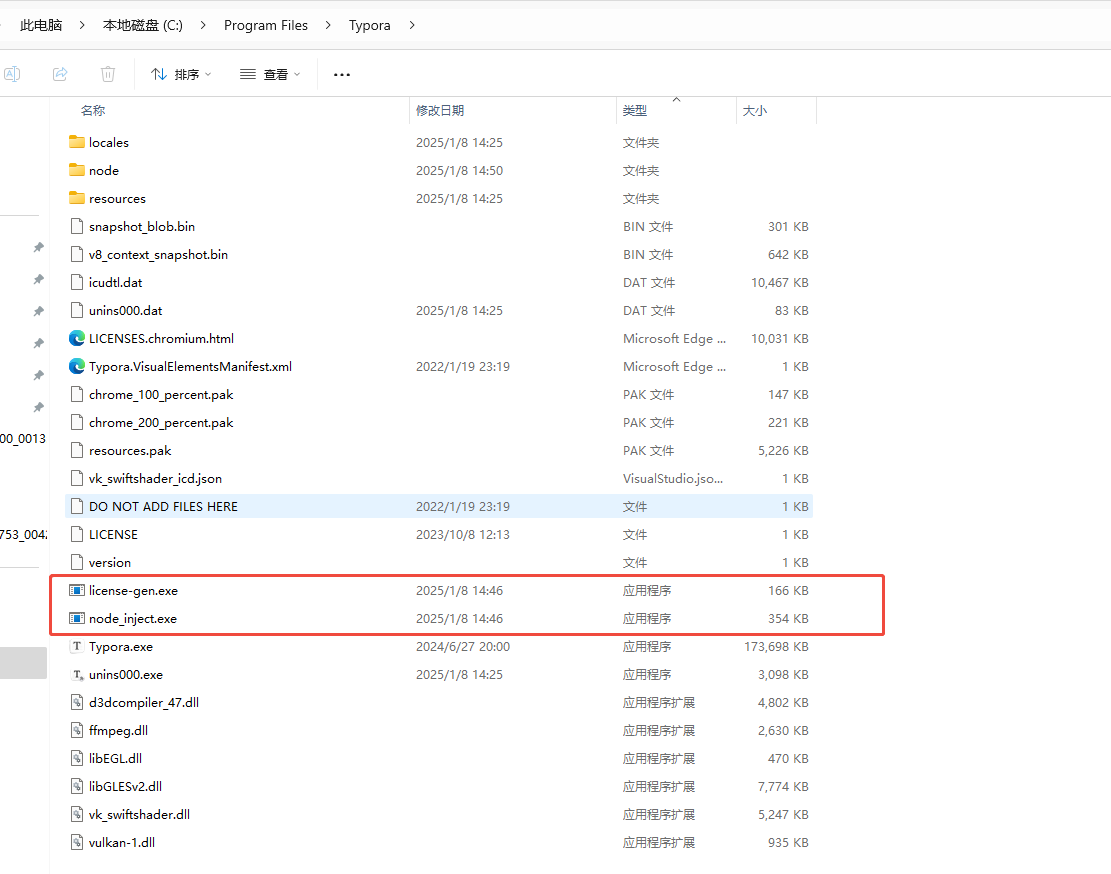 此电脑 > 本地磁盘 (C:) > Program Files > Typora >
排序 查看 ...
名称 修改日期 类型 大小
locales 2025/1/8 14:25 文件夹
node 2025/1/8 14:50 文件夹
resources 2025/1/8 14:25 文件夹
snapshot_blob.bin BIN 文件 301 KB
v8_context_snapshot.bin BIN 文件 642 KB
icudtl.dat DAT 文件 10,467 KB
unins000.dat 2025/1/8 14:25 DAT 文件 83 KB
LICENSES.chromium.html Microsoft Edge ... 10,031 KB
Typora.VisualElementsManifest.xml 2022/1/19 23:19 Microsoft Edge ... 1 KB
chrome_100_percent.pak PAK 文件 147 KB
chrome_200_percent.pak PAK 文件 221 KB
00_0013
resources.pak PAK 文件 5,226 KB
vk_swiftshader_icd.json VisualStudio.jso... 1 KB
DO NOT ADD FILES HERE 2022/1/19 23:19 文件 1 KB
753_004
LICENSE 2023/10/8 12:13 文件 1 KB
version 文件 1 KB
license-gen.exe 2025/1/8 14:46 应用程序 166 KB
node_inject.exe 2025/1/8 14:46 应用程序 354 KB
Typora.exe 2024/6/27 20:00 应用程序 173,698 KB
unins000.exe 2025/1/8 14:25 应用程序 3,098 KB
d3dcompiler_47.dll 应用程序扩展 4,802 KB
ffmpeg.dll 应用程序扩展 2,630 KB
libEGL.dll 应用程序扩展 470 KB
libGLESv2.dll 应用程序扩展 7,774 KB
vk_swiftshader.dll 应用程序扩展 5,247 KB
vulkan-1.dll 应用程序扩展 935 KB